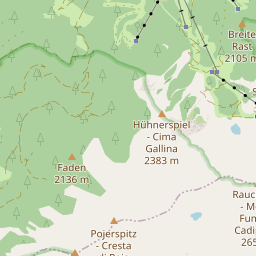 Breite
Rast
2105 m
Hühnerspiel
- Cima
Gallina
2383 m
Faden
2136 m
Rauc
- M
Fun
Cadi
265
Pojerspitz
- Cresta